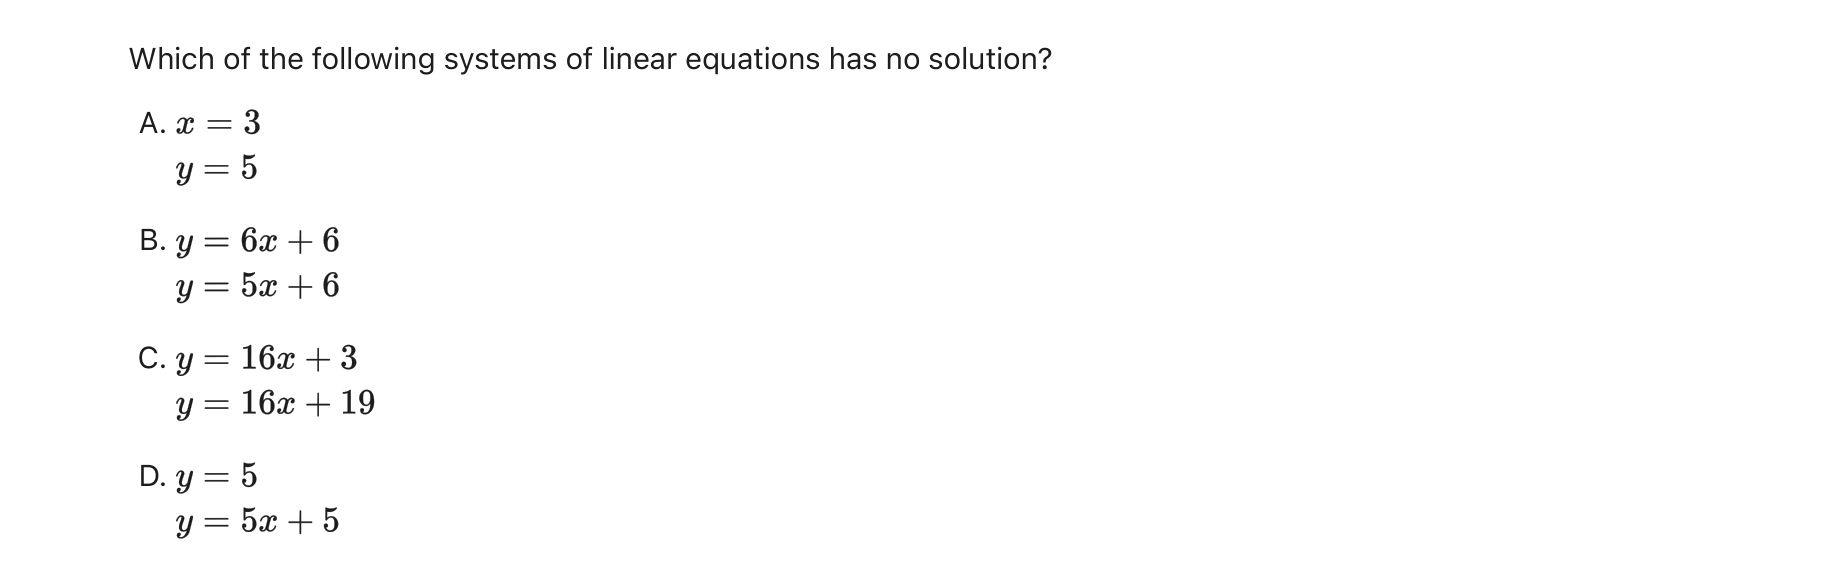 Which of the following systems of linear equations has no solution?
A. x = 3
y = 5
B. y = 6x + 6
y = 5x + 6
C. y = 16x + 3
y = 16x + 19
D. y = 5
y = 5x + 5